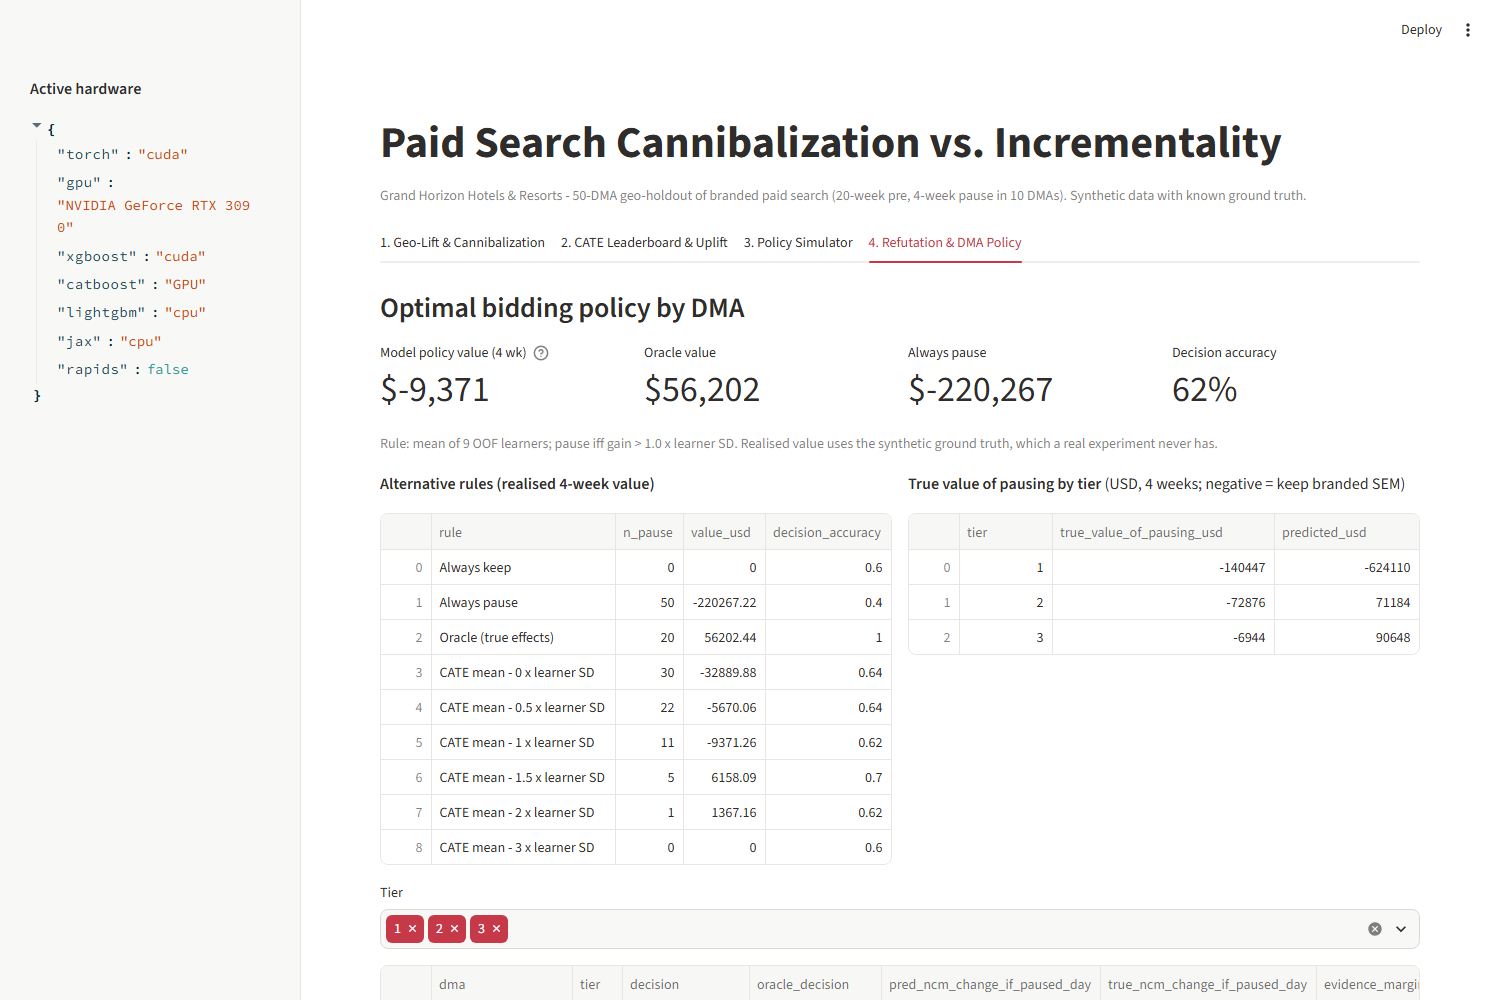 Deploy
Active hardware
{
"torch" : "cuda"
"gpu" :
"NVIDIA GeForce RTX 309
0"
"xgboost" : "cuda"
"catboost" : "GPU"
"lightgbm" : "cpu"
"jax" : "cpu"
"rapids" : false
}
Paid Search Cannibalization vs. Incrementality
Grand Horizon Hotels & Resorts - 50-DMA geo-holdout of branded paid search (20-week pre, 4-week pause in 10 DMAs). Synthetic data with known ground truth.
1. Geo-Lift & Cannibalization 2. CATE Leaderboard & Uplift 3. Policy Simulator 4. Refutation & DMA Policy
Optimal bidding policy by DMA
Model policy value (4 wk) Oracle value Always pause Decision accuracy
$-9,371 $56,202 $-220,267 62%
Rule: mean of 9 OOF learners; pause iff gain > 1.0 x learner SD. Realised value uses the synthetic ground truth, which a real experiment never has.
Alternative rules (realised 4-week value)
rule n_pause value_usd decision_accuracy
0 Always keep 0 0 0.6
1 Always pause 50 -220267.22 0.4
2 Oracle (true effects) 20 56202.44 1
3 CATE mean - 0 x learner SD 30 -32889.88 0.64
4 CATE mean - 0.5 x learner SD 22 -5670.06 0.64
5 CATE mean - 1 x learner SD 11 -9371.26 0.62
6 CATE mean - 1.5 x learner SD 5 6158.09 0.7
7 CATE mean - 2 x learner SD 1 1367.16 0.62
8 CATE mean - 3 x learner SD 0 0 0.6
True value of pausing by tier (USD, 4 weeks; negative = keep branded SEM)
tier true_value_of_pausing_usd predicted_usd
0 1 -140447 -624110
1 2 -72876 71184
2 3 -6944 90648
Tier
1 2 3
dma tier decision oracle_decision pred_ncm_change_if_paused_day true_ncm_change_if_paused_day evidence_margi